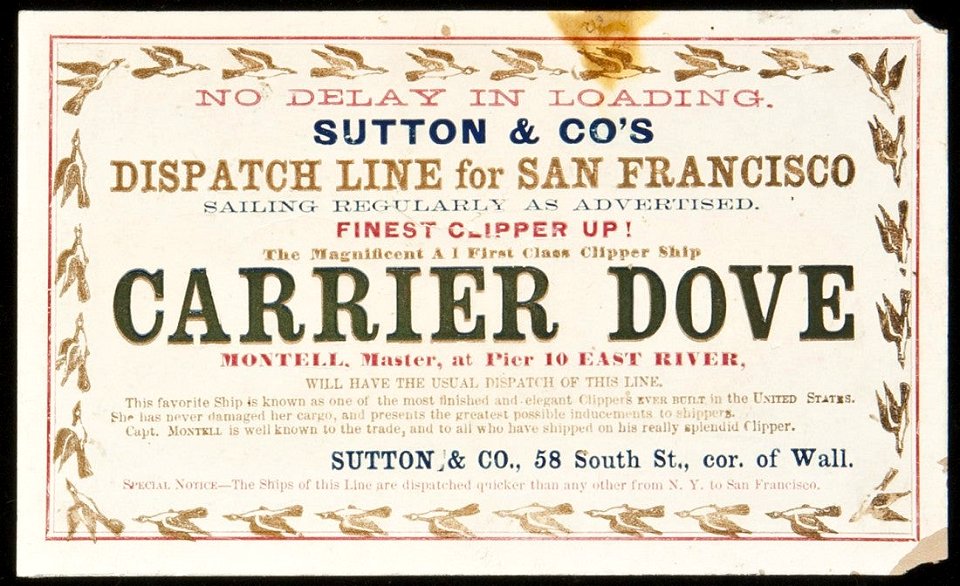 NO DELAY IN LOADING.
SUTTON & CO'S
DISPATCH LINE for SAN FRANCISCO
SAILING REGULARLY AS ADVERTISED.
FINEST CLIPPER UP!
The Magnificent A 1 First Class Clipper Ship
CARRIER DOVE
MONTELL, Master, at Pier 10 EAST RIVER,
WILL HAVE THE USUAL DISPATCH OF THIS LINE.
This favorite Ship is known as one of the most finished and elegant Clippers EVER BUILT in the UNITED STATES.
She has never damaged her cargo, and presents the greatest possible inducements to shippers.
Capt. MONTELL is well known to the trade, and to all who have shipped on his really splendid Clipper.
SUTTON & CO., 58 South St., cor. of Wall.
SPECIAL NOTICE—The Ships of this Line are dispatched quicker than any other from N. Y. to San Francisco.